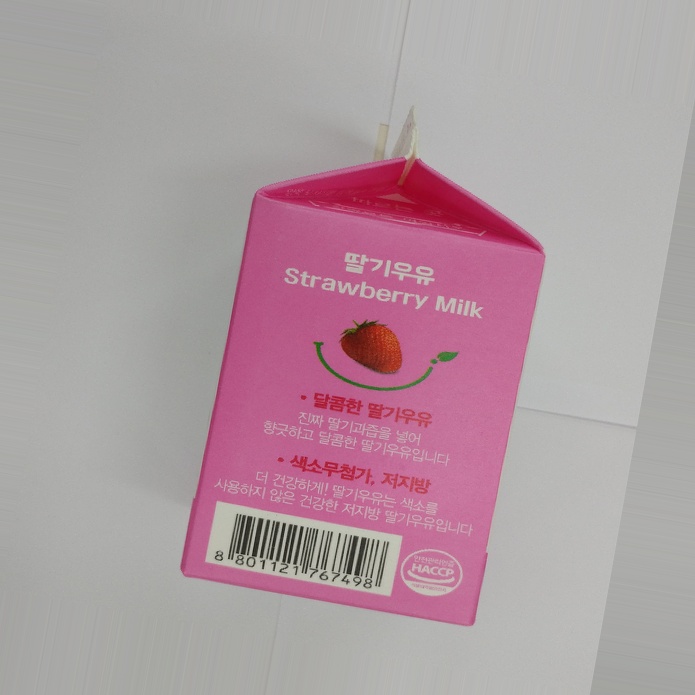 딸기우유
Strawberry Milk
• 달콤한 딸기우유
진짜 딸기과즙을 넣어
향긋하고 달콤한 딸기우유입니다
• 색소무첨가, 저지방
더 건강하게! 딸기우유는 색소를
사용하지 않은 건강한 저지방 딸기우유입니다
8 801121 767498
HACCP